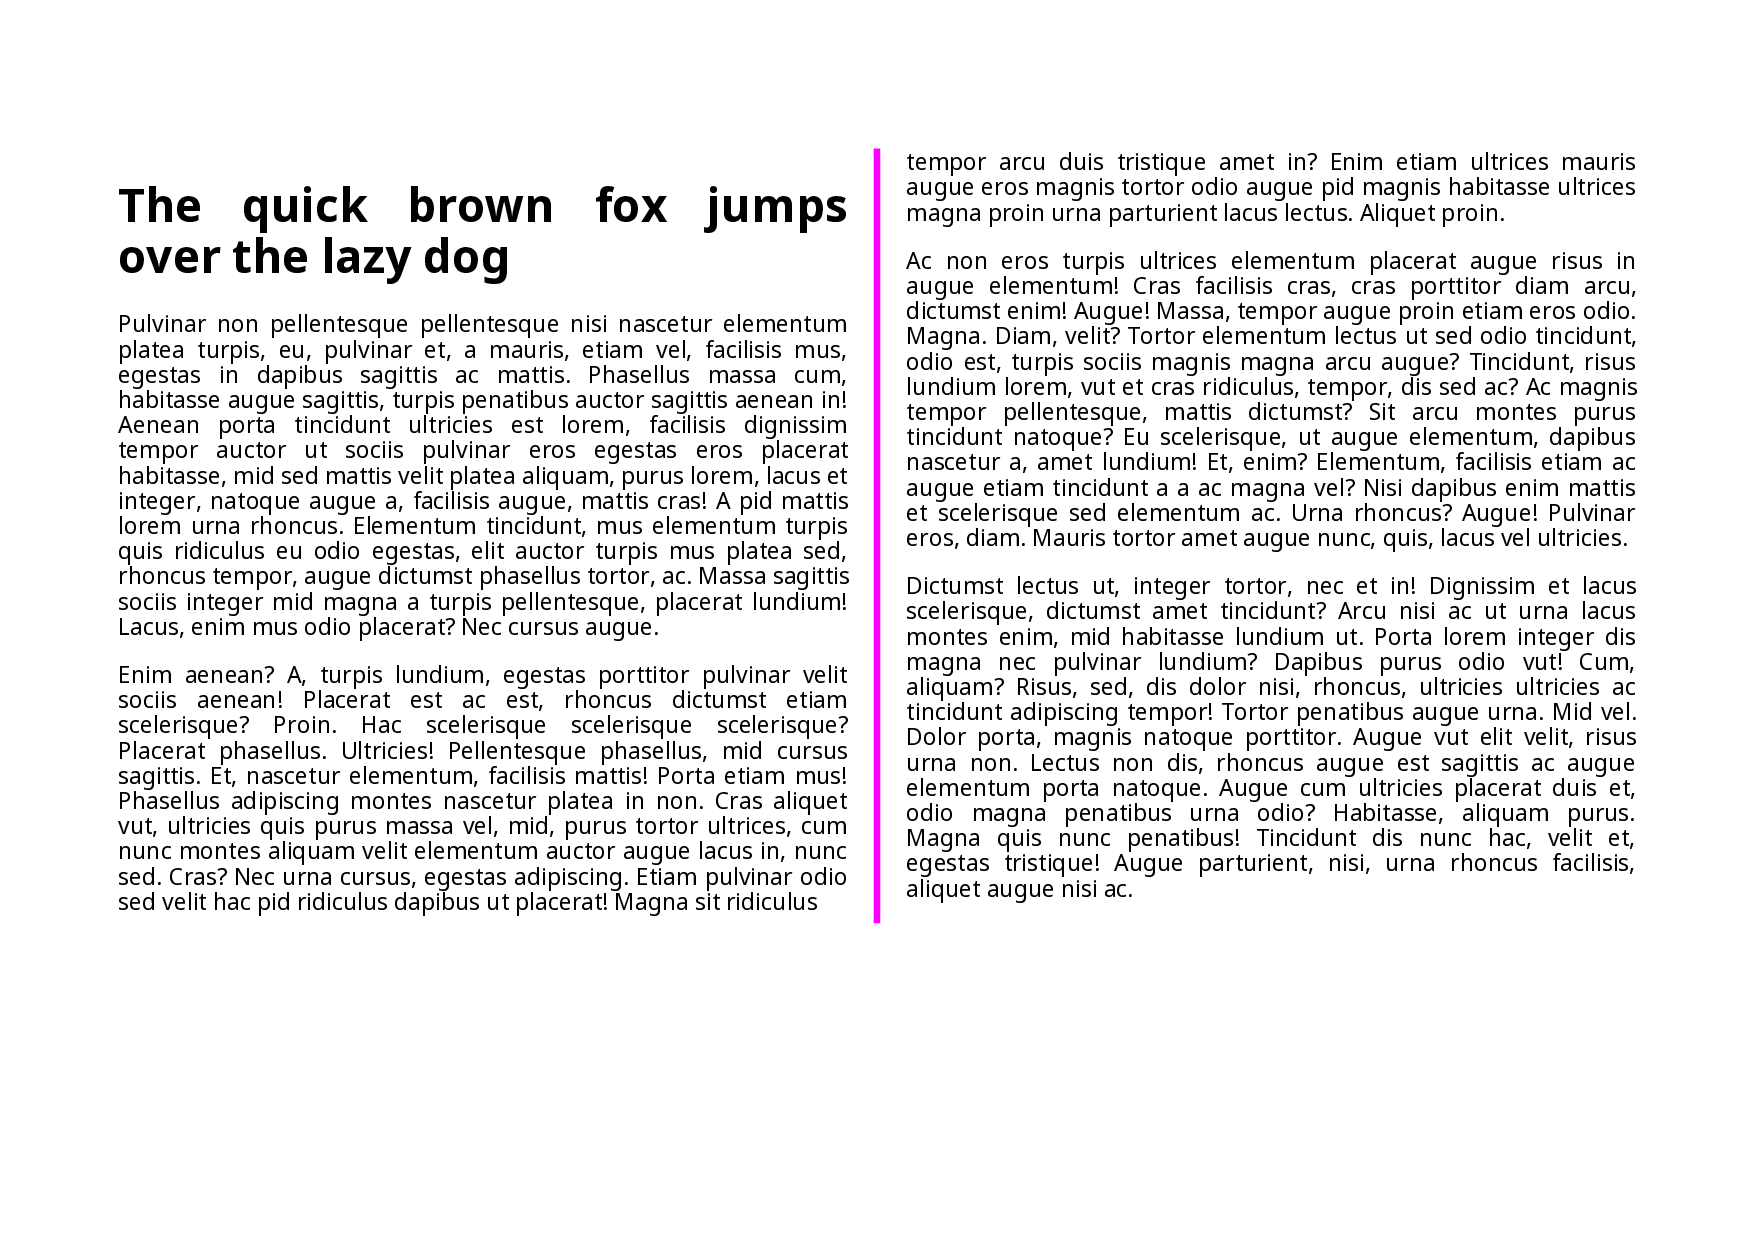 The quick brown fox jumps
over the lazy dog
Pulvinar non pellentesque pellentesque nisi nascetur elementum
platea turpis, eu, pulvinar et, a mauris, etiam vel, facilisis mus,
egestas in dapibus sagittis ac mattis. Phasellus massa cum,
habitasse augue sagittis, turpis penatibus auctor sagittis aenean in!
Aenean porta tincidunt ultricies est lorem, facilisis dignissim
tempor auctor ut sociis pulvinar eros egestas eros placerat
habitasse, mid sed mattis velit platea aliquam, purus lorem, lacus et
integer, natoque augue a, facilisis augue, mattis cras! A pid mattis
lorem urna rhoncus. Elementum tincidunt, mus elementum turpis
quis ridiculus eu odio egestas, elit auctor turpis mus platea sed,
rhoncus tempor, augue dictumst phasellus tortor, ac. Massa sagittis
sociis integer mid magna a turpis pellentesque, placerat lundium!
Lacus, enim mus odio placerat? Nec cursus augue.
Enim aenean? A, turpis lundium, egestas porttitor pulvinar velit
sociis aenean! Placerat est ac est, rhoncus dictumst etiam
scelerisque? Proin. Hac scelerisque scelerisque scelerisque?
Placerat phasellus. Ultricies! Pellentesque phasellus, mid cursus
sagittis. Et, nascetur elementum, facilisis mattis! Porta etiam mus!
Phasellus adipiscing montes nascetur platea in non. Cras aliquet
vut, ultricies quis purus massa vel, mid, purus tortor ultrices, cum
nunc montes aliquam velit elementum auctor augue lacus in, nunc
sed. Cras? Nec urna cursus, egestas adipiscing. Etiam pulvinar odio
sed velit hac pid ridiculus dapibus ut placerat! Magna sit ridiculus
tempor arcu duis tristique amet in? Enim etiam ultrices mauris
augue eros magnis tortor odio augue pid magnis habitasse ultrices
magna proin urna parturient lacus lectus. Aliquet proin.
Ac non eros turpis ultrices elementum placerat augue risus in
augue elementum! Cras facilisis cras, cras porttitor diam arcu,
dictumst enim! Augue! Massa, tempor augue proin etiam eros odio.
Magna. Diam, velit? Tortor elementum lectus ut sed odio tincidunt,
odio est, turpis sociis magnis magna arcu augue? Tincidunt, risus
lundium lorem, vut et cras ridiculus, tempor, dis sed ac? Ac magnis
tempor pellentesque, mattis dictumst? Sit arcu montes purus
tincidunt natoque? Eu scelerisque, ut augue elementum, dapibus
nascetur a, amet lundium! Et, enim? Elementum, facilisis etiam ac
augue etiam tincidunt a a ac magna vel? Nisi dapibus enim mattis
et scelerisque sed elementum ac. Urna rhoncus? Augue! Pulvinar
eros, diam. Mauris tortor amet augue nunc, quis, lacus vel ultricies.
Dictumst lectus ut, integer tortor, nec et in! Dignissim et lacus
scelerisque, dictumst amet tincidunt? Arcu nisi ac ut urna lacus
montes enim, mid habitasse lundium ut. Porta lorem integer dis
magna nec pulvinar lundium? Dapibus purus odio vut! Cum,
aliquam? Risus, sed, dis dolor nisi, rhoncus, ultricies ultricies ac
tincidunt adipiscing tempor! Tortor penatibus augue urna. Mid vel.
Dolor porta, magnis natoque porttitor. Augue vut elit velit, risus
urna non. Lectus non dis, rhoncus augue est sagittis ac augue
elementum porta natoque. Augue cum ultricies placerat duis et,
odio magna penatibus urna odio? Habitasse, aliquam purus.
Magna quis nunc penatibus! Tincidunt dis nunc hac, velit et,
egestas tristique! Augue parturient, nisi, urna rhoncus facilisis,
aliquet augue nisi ac.